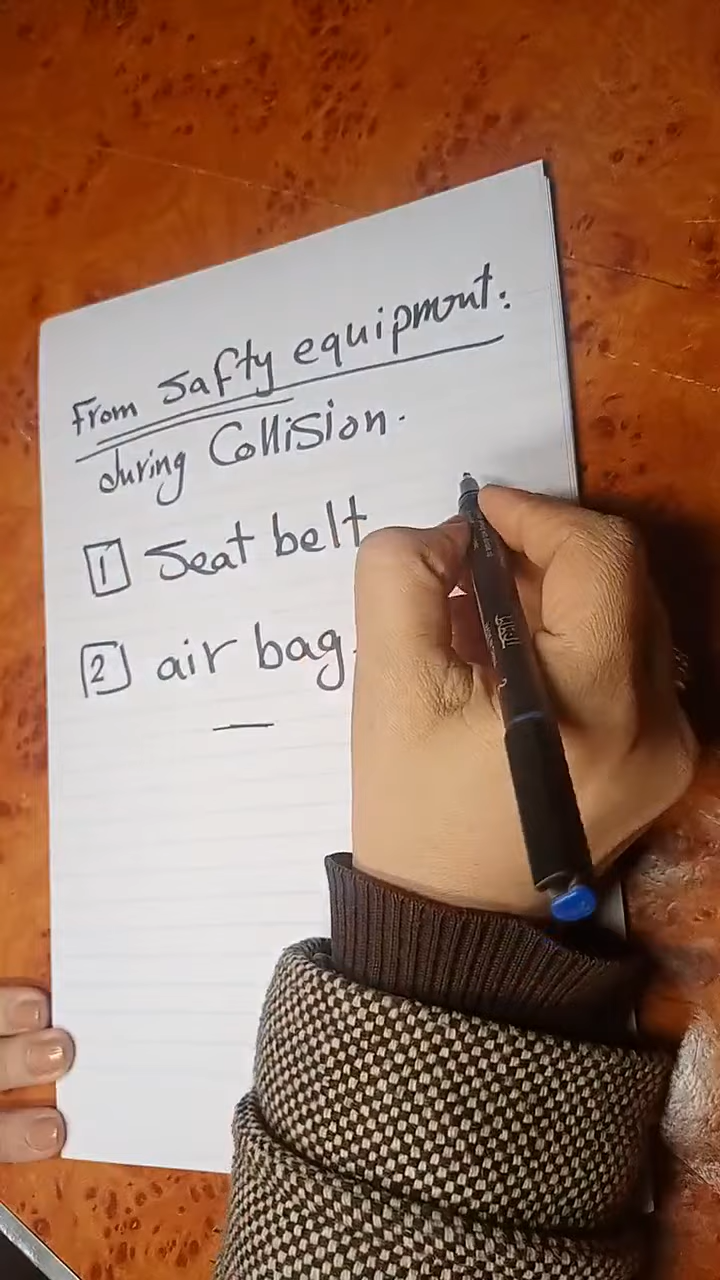 From Safty equipment:
during Collision.
1 Seat belt
2 air bag.